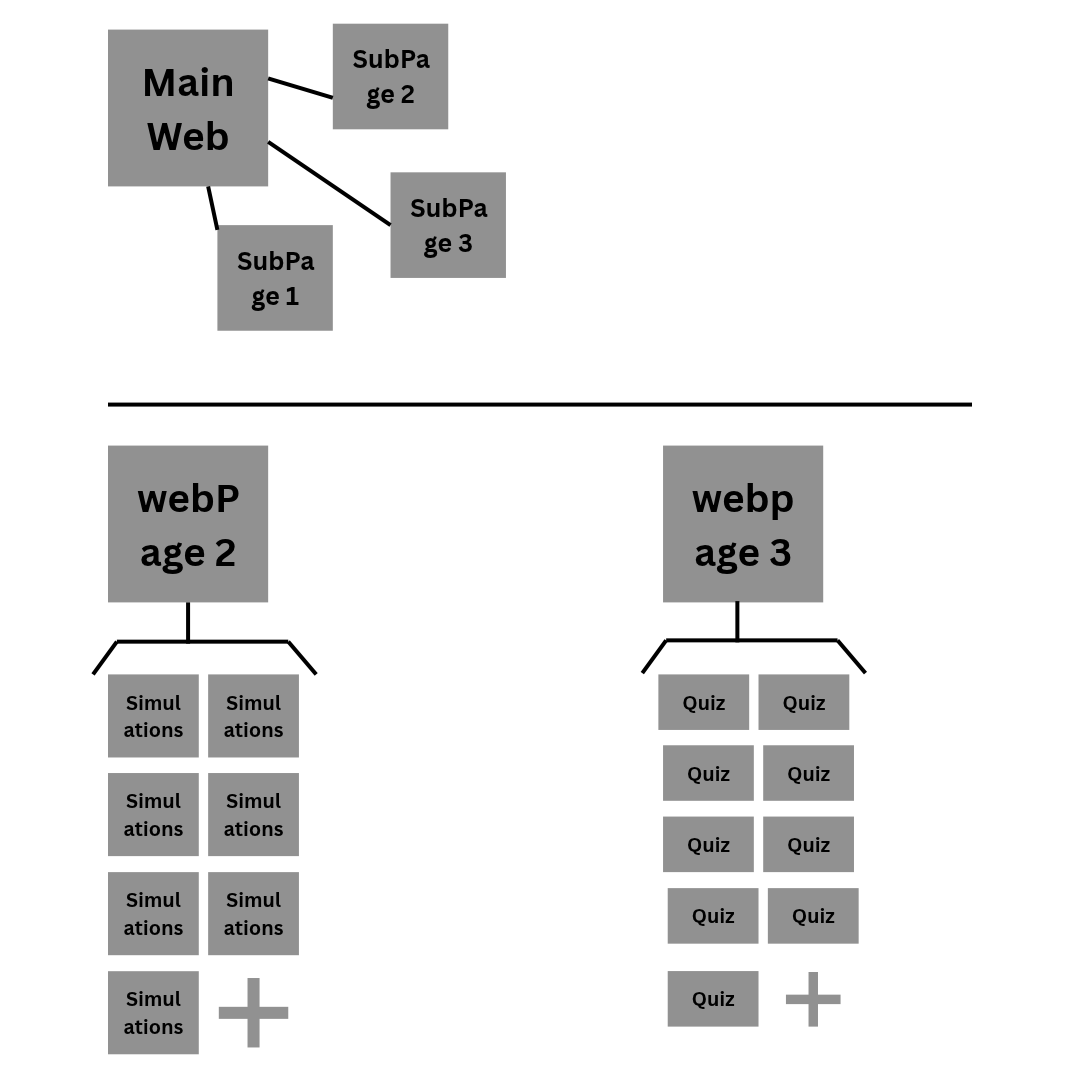 Main
Web
SubPa
ge 2
SubPa
ge 3
SubPa
ge 1
webP
age 2
webp
age 3
Simul
ations
Simul
ations
Simul
ations
Simul
ations
Simul
ations
Simul
ations
Simul
ations
Quiz
Quiz
Quiz
Quiz
Quiz
Quiz
Quiz
Quiz
Quiz